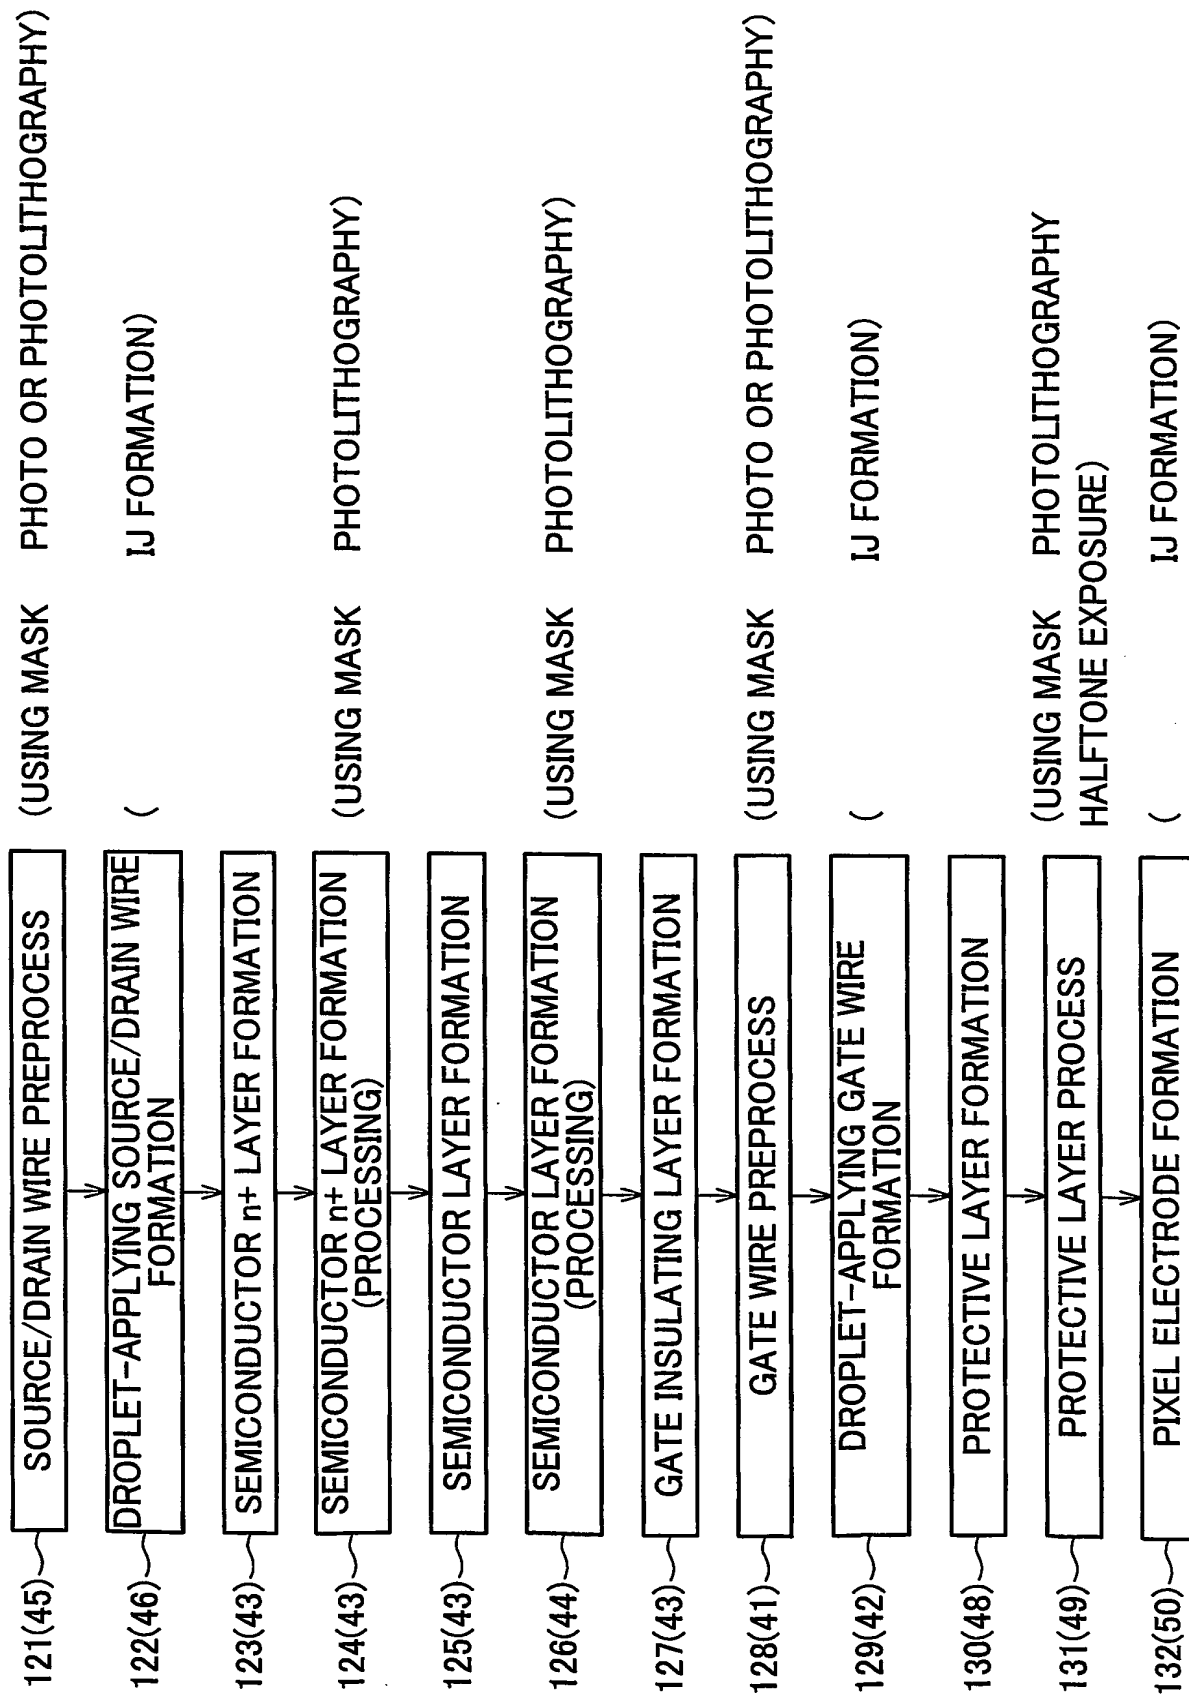 121(45) SOURCE/DRAIN WIRE PREPROCESS (USING MASK PHOTO OR PHOTOLITHOGRAPHY)
122(46) DROPLET-APPLYING SOURCE/DRAIN WIRE
FORMATION
( IJ FORMATION)
123(43) SEMICONDUCTOR n+ LAYER FORMATION
124(43) SEMICONDUCTOR n+ LAYER FORMATION
(PROCESSING)
(USING MASK PHOTOLITHOGRAPHY)
125(43) SEMICONDUCTOR LAYER FORMATION
126(44) SEMICONDUCTOR LAYER FORMATION
(PROCESSING)
(USING MASK PHOTOLITHOGRAPHY)
127(43) GATE INSULATING LAYER FORMATION
128(41) GATE WIRE PREPROCESS (USING MASK PHOTO OR PHOTOLITHOGRAPHY)
129(42) DROPLET-APPLYING GATE WIRE
FORMATION
( IJ FORMATION)
130(48) PROTECTIVE LAYER FORMATION
131(49) PROTECTIVE LAYER PROCESS (USING MASK PHOTOLITHOGRAPHY
HALFTONE EXPOSURE)
132(50) PIXEL ELECTRODE FORMATION ( IJ FORMATION)